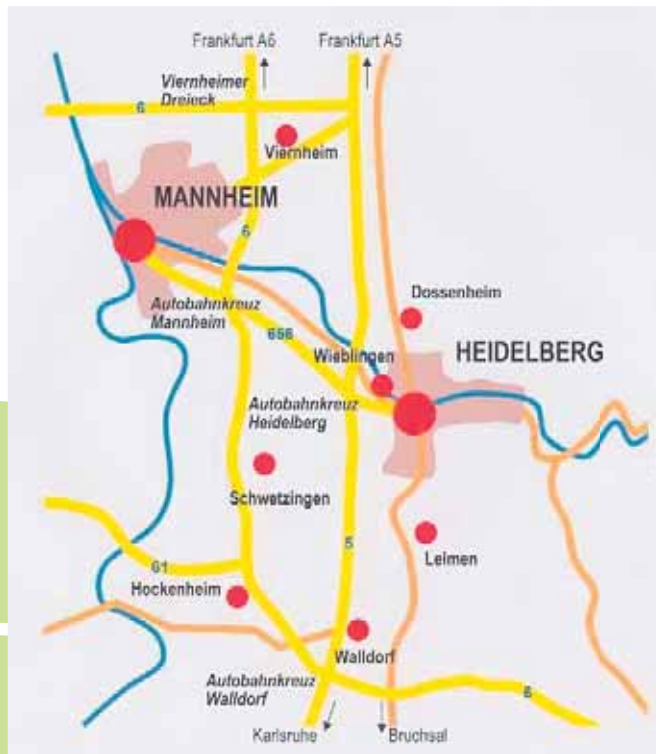 Frankfurt A6
Frankfurt A5
Viernheimer
Dreieck
6
Viernheim
MANNHEIM
6
Dossenheim
Autobahnkreuz
Mannheim
656
Wieblingen
HEIDELBERG
Autobahnkreuz
Heidelberg
Schwetzingen
5
Leimen
61
Hockenheim
Walldorf
Autobahnkreuz
Walldorf
6
Karlsruhe
Bruchsal